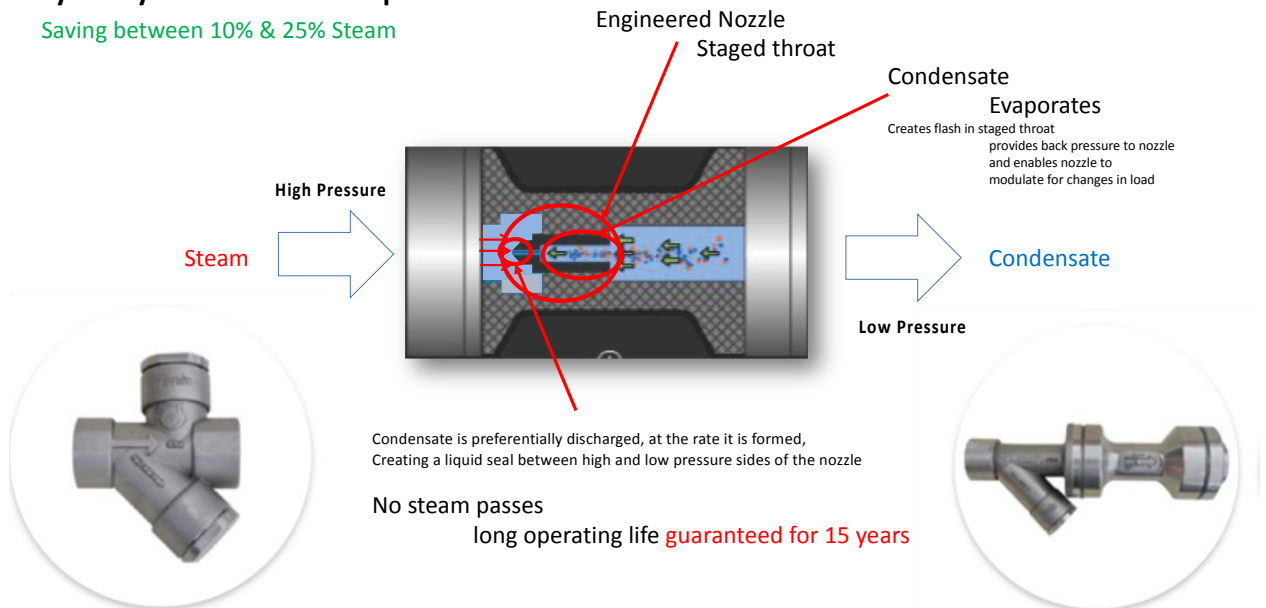 Saving between 10% & 25% Steam
Engineered Nozzle
Staged throat
Condensate
Evaporates
Creates flash in staged throat
provides back pressure to nozzle
and enables nozzle to
modulate for changes in load
High Pressure
Steam
Condensate
Low Pressure
Condensate is preferentially discharged, at the rate it is formed,
Creating a liquid seal between high and low pressure sides of the nozzle
No steam passes
long operating life guaranteed for 15 years